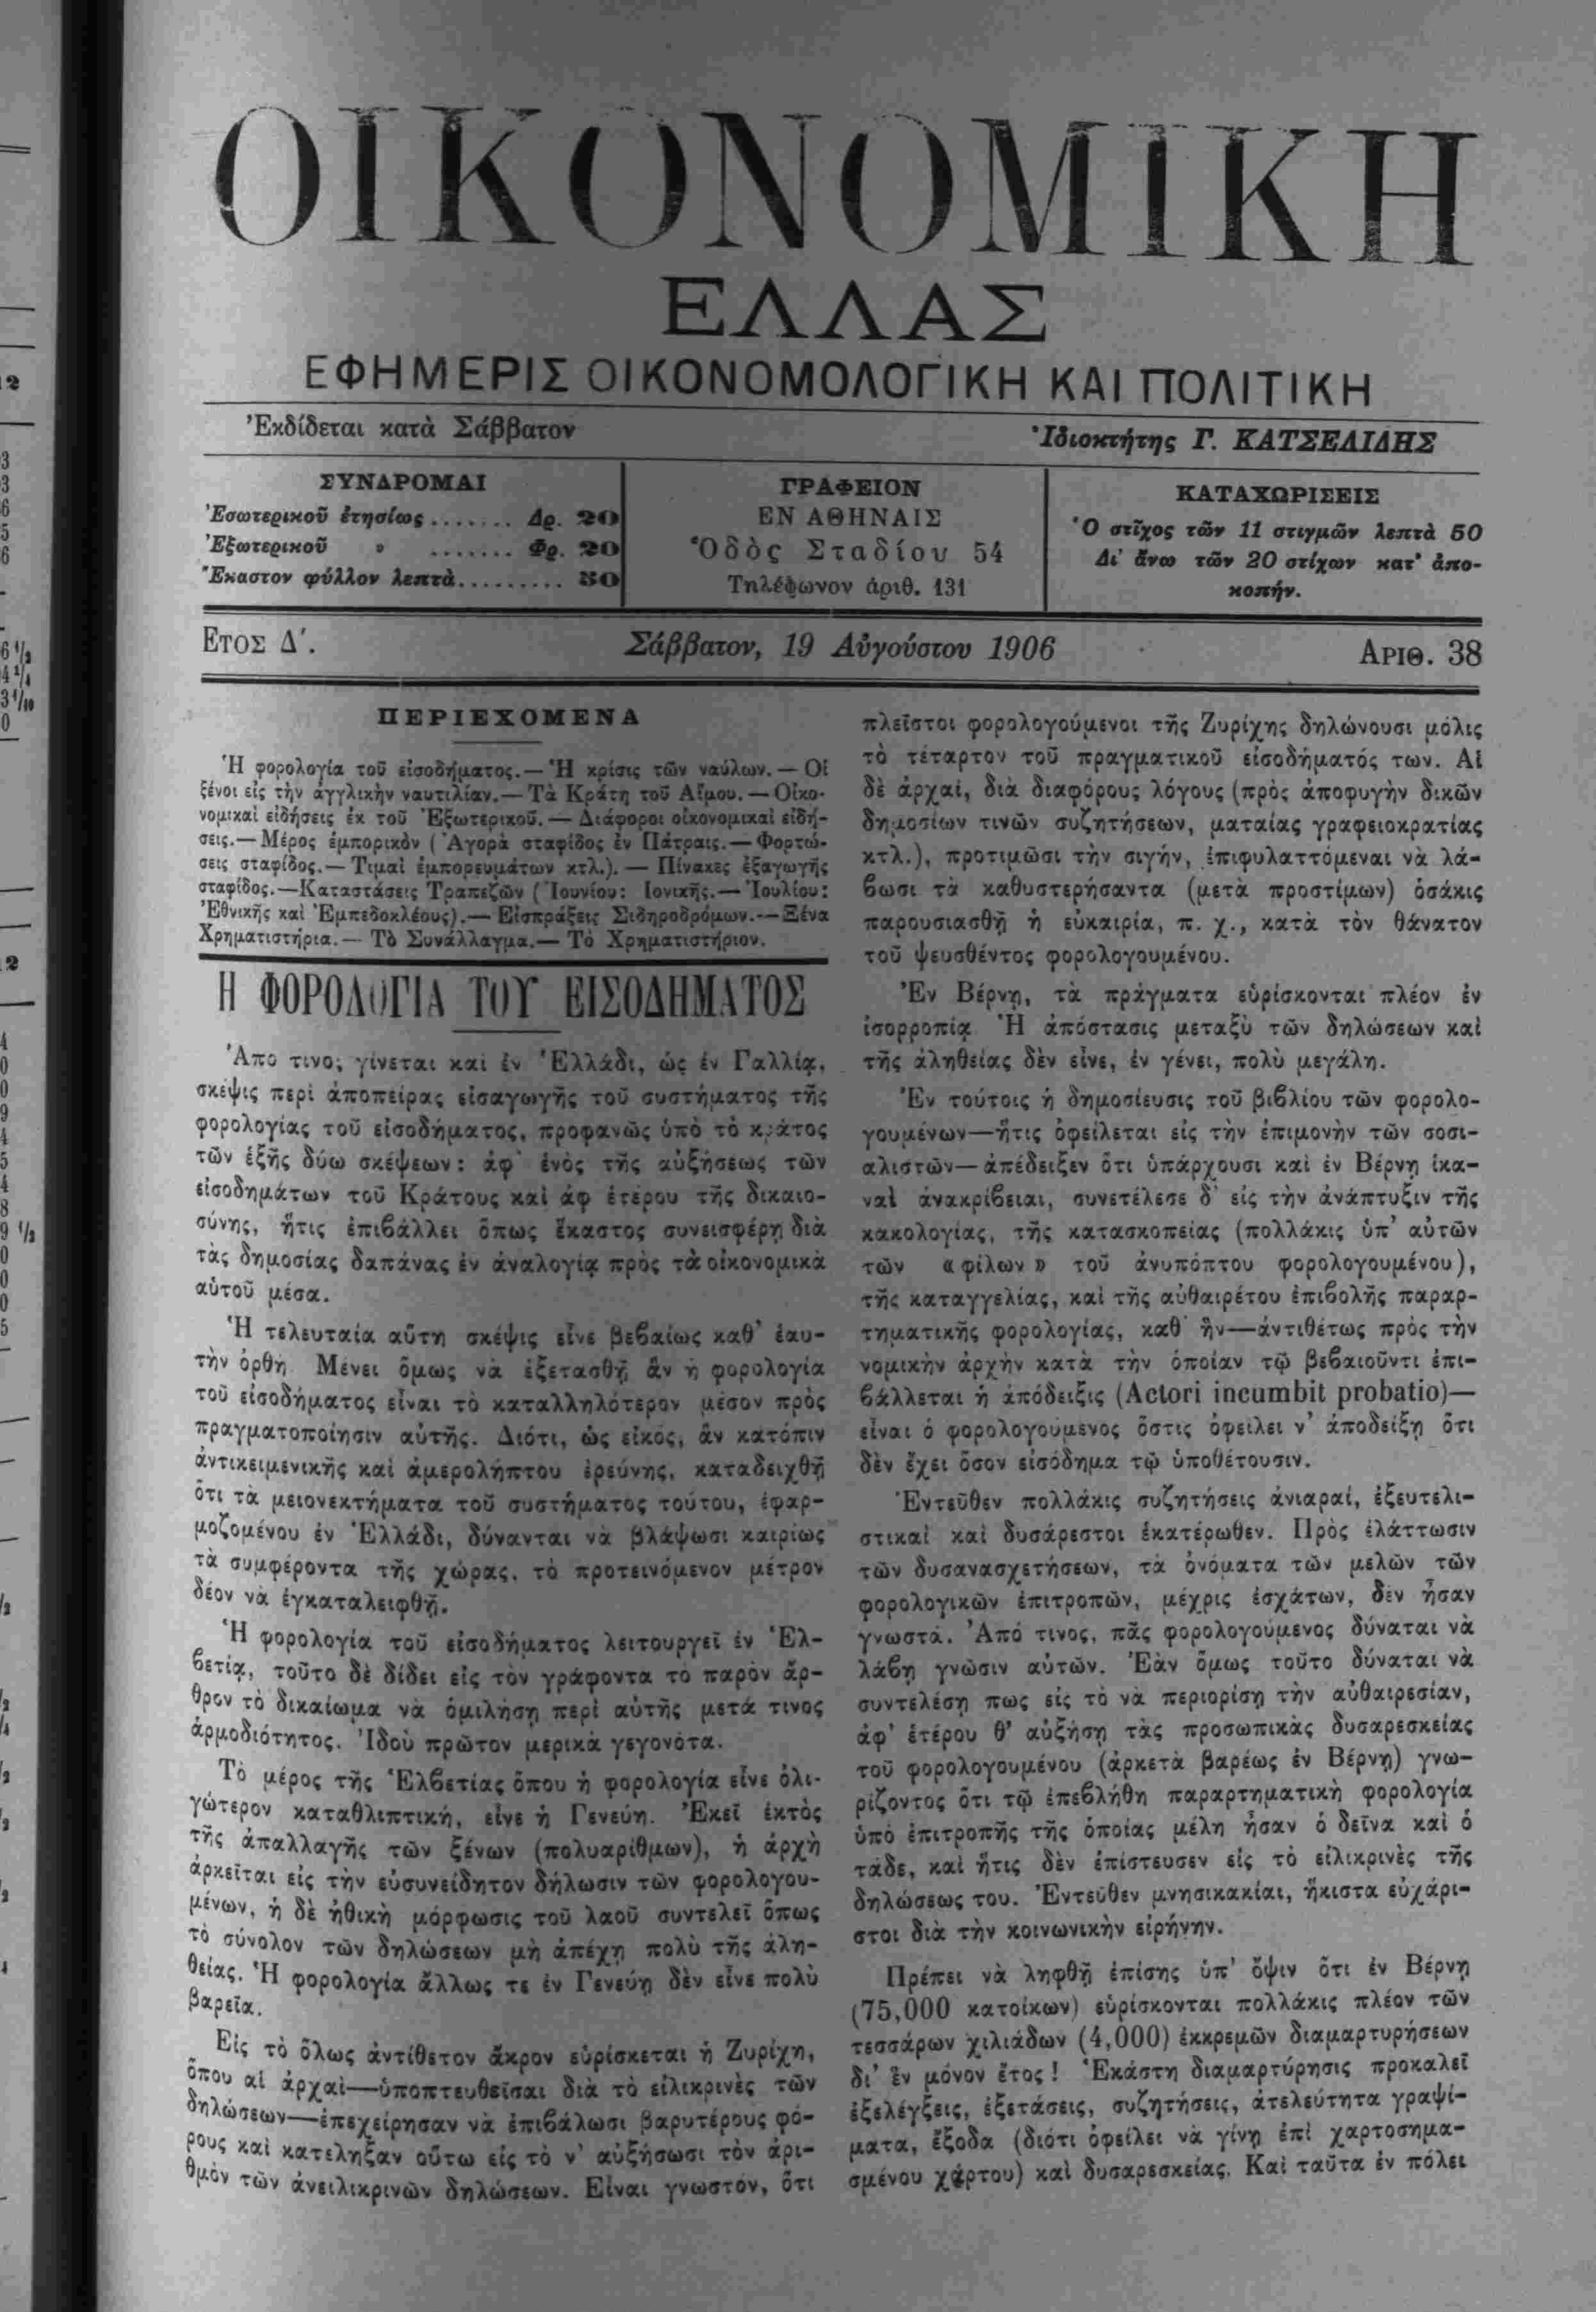 ΟΙΚΟΝΟΜΙΚΗ
ΕΛΛΑΣ
ΕΦΗΜΕΡΙΣ ΟΙΚΟΝΟΜΟΛΟΓΙΚΗ ΚΑΙ ΠΟΛΙΤΙΚΗ
Ἐκδίδεται κατὰ Σάββατον
Ἰδιοκτήτης Γ. ΚΑΤΣΕΛΙΔΗΣ
ΣΥΝΔΡΟΜΑΙ
Ἐσωτερικοῦ ἐτησίως ....... Δρ. 20
Ἐξωτερικοῦ » ....... Φρ. 20
Ἕκαστον φύλλον λεπτὰ......... 50
ΓΡΑΦΕΙΟΝ
ΕΝ ΑΘΗΝΑΙΣ
Ὁδὸς Σταδίου 54
Τηλέφωνον ἀριθ. 131
ΚΑΤΑΧΩΡΙΣΕΙΣ
Ὁ στῖχος τῶν 11 στιγμῶν λεπτὰ 50
Δι' ἄνω τῶν 20 στίχων κατ' ἀπο-
κοπήν.
ΕΤΟΣ Δ'.
Σάββατον, 19 Αὐγούστου 1906
ΑΡΙΘ. 38
ΠΕΡΙΕΧΟΜΕΝΑ
Ἡ φορολογία τοῦ εἰσοδήματος.— Ἡ κρίσις τῶν ναύλων. — Οἱ
ξένοι εἰς τὴν ἀγγλικὴν ναυτιλίαν.— Τὰ Κράτη τοῦ Αἵμου. — Οἰκο-
νομικαὶ εἰδήσεις ἐκ τοῦ Ἐξωτερικοῦ. — Διάφοροι οἰκονομικαὶ εἰδή-
σεις.— Μέρος ἐμπορικὸν (Ἀγορὰ σταφίδος ἐν Πάτραις.— Φορτώ-
σεις σταφίδος.— Τιμαὶ ἐμπορευμάτων κτλ.). — Πίνακες ἐξαγωγῆς
σταφίδος.—Καταστάσεις Τραπεζῶν (Ἰουνίου: Ἰονικῆς.— Ἰουλίου:
Ἐθνικῆς καὶ Ἐμπεδοκλέους).— Εἰσπράξεις Σιδηροδρόμων.-—Ξένα
Χρηματιστήρια.— Τὸ Συνάλλαγμα.— Τὸ Χρηματιστήριον.
Η ΦΟΡΟΛΟΓΙΑ ΤΟΥ ΕΙΣΟΔΗΜΑΤΟΣ
Ἀπό τινος γίνεται καὶ ἐν Ἑλλάδι, ὡς ἐν Γαλλίᾳ,
σκέψις περὶ ἀποπείρας εἰσαγωγῆς τοῦ συστήματος τῆς
φορολογίας τοῦ εἰσοδήματος, προφανῶς ὑπὸ τὸ κράτος
τῶν ἑξῆς δύω σκέψεων: ἀφ' ἑνὸς τῆς αὐξήσεως τῶν
εἰσοδημάτων τοῦ Κράτους καὶ ἀφ ἑτέρου τῆς δικαιο-
σύνης, ἥτις ἐπιβάλλει ὅπως ἕκαστος συνεισφέρῃ διὰ
τὰς δημοσίας δαπάνας ἐν ἀναλογίᾳ πρὸς τὰ οἰκονομικὰ
αὑτοῦ μέσα.
Ἡ τελευταία αὕτη σκέψις εἶνε βεβαίως καθ' ἑαυ-
τὴν ὀρθή. Μένει ὅμως νὰ ἐξετασθῇ ἂν ἡ φορολογία
τοῦ εἰσοδήματος εἶναι τὸ καταλληλότερον μέσον πρὸς
πραγματοποίησιν αὐτῆς. Διότι, ὡς εἰκός, ἂν κατόπιν
ἀντικειμενικῆς καὶ ἀμερολήπτου ἐρεύνης, καταδειχθῇ
ὅτι τὰ μειονεκτήματα τοῦ συστήματος τούτου, ἐφαρ-
μοζομένου ἐν Ἑλλάδι, δύνανται νὰ βλάψωσι καιρίως
τὰ συμφέροντα τῆς χώρας, τὸ προτεινόμενον μέτρον
δέον νὰ ἐγκαταλειφθῇ.
Ἡ φορολογία τοῦ εἰσοδήματος λειτουργεῖ ἐν Ἑλ-
βετίᾳ, τοῦτο δὲ δίδει εἰς τὸν γράφοντα τὸ παρὸν ἄρ-
θρον τὸ δικαίωμα νὰ ὁμιλήσῃ περὶ αὐτῆς μετά τινος
ἁρμοδιότητος. Ἰδοὺ πρῶτον μερικὰ γεγονότα.
Τὸ μέρος τῆς Ἑλβετίας ὅπου ἡ φορολογία εἶνε ὀλι-
γώτερον καταθλιπτική, εἶνε ἡ Γενεύη. Ἐκεῖ ἐκτὸς
τῆς ἀπαλλαγῆς τῶν ξένων (πολυαρίθμων), ἡ ἀρχὴ
ἀρκεῖται εἰς τὴν εὐσυνείδητον δήλωσιν τῶν φορολογου-
μένων, ἡ δὲ ἠθικὴ μόρφωσις τοῦ λαοῦ συντελεῖ ὅπως
τὸ σύνολον τῶν δηλώσεων μὴ ἀπέχῃ πολὺ τῆς ἀλη-
θείας. Ἡ φορολογία ἄλλως τε ἐν Γενεύῃ δὲν εἶνε πολὺ
βαρεῖα.
Εἰς τὸ ὅλως ἀντίθετον ἄκρον εὑρίσκεται ἡ Ζυρίχη,
ὅπου αἱ ἀρχαὶ—ὑποπτευθεῖσαι διὰ τὸ εἰλικρινὲς τῶν
δηλώσεων—ἐπεχείρησαν νὰ ἐπιβάλωσι βαρυτέρους φό-
ρους καὶ κατέληξαν οὕτω εἰς τὸ ν' αὐξήσωσι τὸν ἀρι-
θμὸν τῶν ἀνειλικρινῶν δηλώσεων. Εἶναι γνωστόν, ὅτι
πλεῖστοι φορολογούμενοι τῆς Ζυρίχης δηλώνουσι μόλις
τὸ τέταρτον τοῦ πραγματικοῦ εἰσοδήματός των. Αἱ
δὲ ἀρχαί, διὰ διαφόρους λόγους (πρὸς ἀποφυγὴν δικῶν
δημοσίων τινῶν συζητήσεων, ματαίας γραφειοκρατίας
κτλ.), προτιμῶσι τὴν σιγήν, ἐπιφυλαττόμεναι νὰ λά-
βωσι τὰ καθυστερήσαντα (μετὰ προστίμων) ὁσάκις
παρουσιασθῇ ἡ εὐκαιρία, π. χ., κατὰ τὸν θάνατον
τοῦ ψευσθέντος φορολογουμένου.
Ἐν Βέρνῃ, τὰ πράγματα εὑρίσκονται πλέον ἐν
ἰσορροπίᾳ Ἡ ἀπόστασις μεταξὺ τῶν δηλώσεων καὶ
τῆς ἀληθείας δὲν εἶνε, ἐν γένει, πολὺ μεγάλη.
Ἐν τούτοις ἡ δημοσίευσις τοῦ βιβλίου τῶν φορολο-
γουμένων—ἥτις ὀφείλεται εἰς τὴν ἐπιμονὴν τῶν σοσι-
αλιστῶν—ἀπέδειξεν ὅτι ὑπάρχουσι καὶ ἐν Βέρνῃ ἱκα-
ναὶ ἀνακρίβειαι, συνετέλεσε δ' εἰς τὴν ἀνάπτυξιν τῆς
κακολογίας, τῆς κατασκοπείας (πολλάκις ὑπ' αὐτῶν
τῶν «φίλων» τοῦ ἀνυπόπτου φορολογουμένου),
τῆς καταγγελίας, καὶ τῆς αὐθαιρέτου ἐπιβολῆς παραρ-
τηματικῆς φορολογίας, καθ' ἣν—ἀντιθέτως πρὸς τὴν
νομικὴν ἀρχὴν κατὰ τὴν ὁποίαν τῷ βεβαιοῦντι ἐπι-
βάλλεται ἡ ἀπόδειξις (Actori incumbit probatio)—
εἶναι ὁ φορολογούμενος ὅστις ὀφείλει ν' ἀποδείξῃ ὅτι
δὲν ἔχει ὅσον εἰσόδημα τῷ ὑποθέτουσιν.
Ἐντεῦθεν πολλάκις συζητήσεις ἀνιαραί, ἐξευτελι-
στικαὶ καὶ δυσάρεστοι ἑκατέρωθεν. Πρὸς ἐλάττωσιν
τῶν δυσανασχετήσεων, τὰ ὀνόματα τῶν μελῶν τῶν
φορολογικῶν ἐπιτροπῶν, μέχρις ἐσχάτων, δὲν ἦσαν
γνωστά. Ἀπό τινος, πᾶς φορολογούμενος δύναται νὰ
λάβῃ γνῶσιν αὐτῶν. Ἐὰν ὅμως τοῦτο δύναται νὰ
συντελέσῃ πως εἰς τὸ νὰ περιορίσῃ τὴν αὐθαιρεσίαν,
ἀφ' ἑτέρου θ' αὐξήσῃ τὰς προσωπικὰς δυσαρεσκείας
τοῦ φορολογουμένου (ἀρκετὰ βαρέως ἐν Βέρνῃ) γνω-
ρίζοντος ὅτι τῷ ἐπεβλήθη παραρτηματικὴ φορολογία
ὑπὸ ἐπιτροπῆς τῆς ὁποίας μέλη ἦσαν ὁ δεῖνα καὶ ὁ
τάδε, καὶ ἥτις δὲν ἐπίστευσεν εἰς τὸ εἰλικρινὲς τῆς
δηλώσεως του. Ἐντεῦθεν μνησικακίαι, ἥκιστα εὐχάρι-
στοι διὰ τὴν κοινωνικὴν εἰρήνην.
Πρέπει νὰ ληφθῇ ἐπίσης ὑπ' ὄψιν ὅτι ἐν Βέρνῃ
(75,000 κατοίκων) εὑρίσκονται πολλάκις πλέον τῶν
τεσσάρων χιλιάδων (4,000) ἐκκρεμῶν διαμαρτυρήσεων
δι' ἓν μόνον ἔτος! Ἑκάστη διαμαρτύρησις προκαλεῖ
ἐξελέγξεις, ἐξετάσεις, συζητήσεις, ἀτελεύτητα γραψί-
ματα, ἔξοδα (διότι ὀφείλει νὰ γίνῃ ἐπὶ χαρτοσημα-
σμένου χάρτου) καὶ δυσαρεσκείας. Καὶ ταῦτα ἐν πόλει